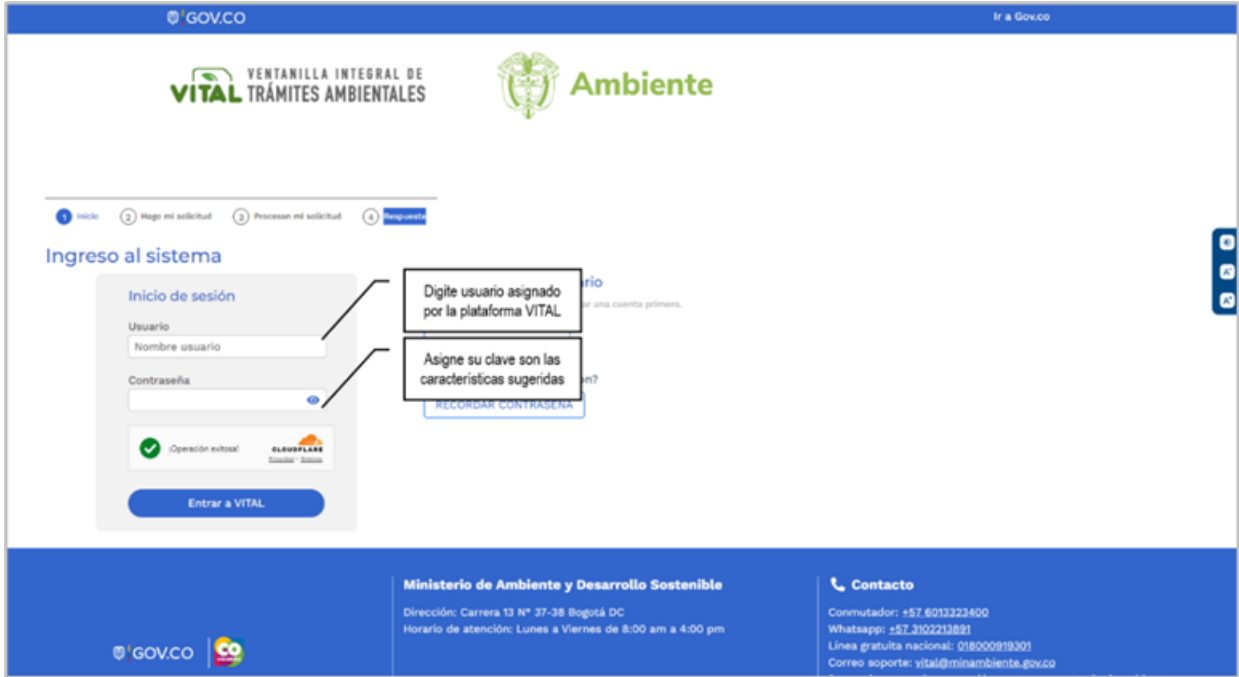 GOV.CO
Ir a Gov.co
VITAL
VENTANILLA INTEGRAL DE
TRÁMITES AMBIENTALES
Ambiente
1 Inicio 2 Hago mi solicitud 3 Procesan mi solicitud 4 Respuesta
Ingreso al sistema
Inicio de sesión
Usuario
Nombre usuario
Contraseña
¡Operación exitosa!
CLOUDFLARE
Privacidad - Términos
Entrar a VITAL
Digite usuario asignado
por la plataforma VITAL
rio
una cuenta primero.
Asigne su clave son las
caracteristicas sugeridas
n?
RECORDAR CONTRASEÑA
GOV.CO
CO
Ministerio de Ambiente y Desarrollo Sostenible
Dirección: Carrera 13 N° 37-38 Bogotá DC
Horario de atención: Lunes a Viernes de 8:00 am a 4:00 pm
Contacto
Conmutador: +57 6013323400
Whatsapp: +57 3102213891
Línea gratuita nacional: 018000919301
Correo soporte: vital@minambiente.gov.co